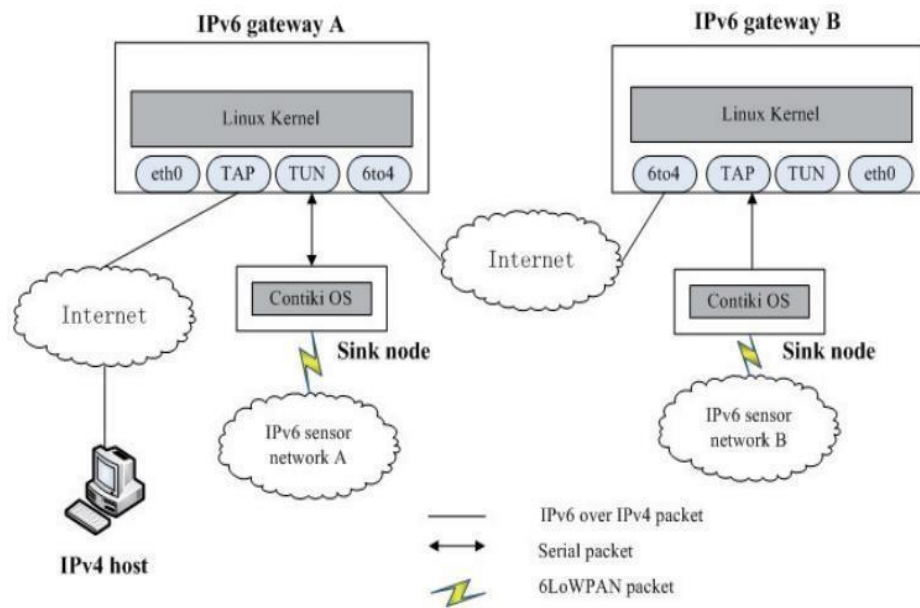 IPv6 gateway A
IPv6 gateway B
Linux Kernel
Linux Kernel
eth0 TAP TUN 6to4
6to4 TAP TUN eth0
Internet
Internet
Contiki OS
Contiki OS
Sink node
Sink node
IPv6 sensor
network A
IPv6 sensor
network B
IPv4 host
IPv6 over IPv4 packet
Serial packet
6LoWPAN packet